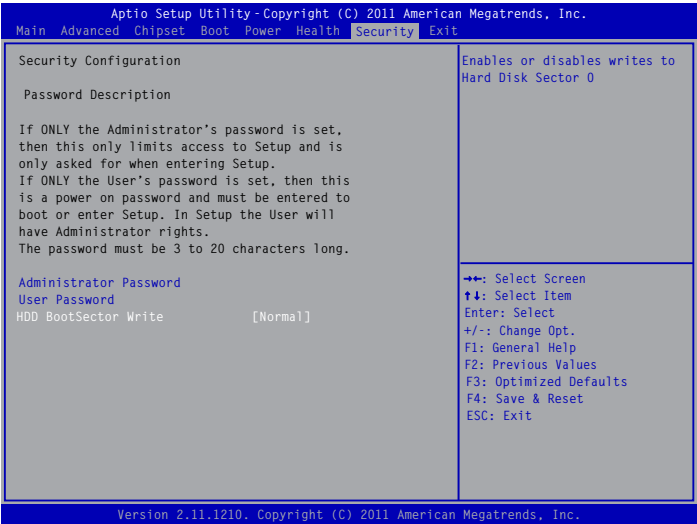 Aptio Setup Utility - Copyright (C) 2011 American Megatrends, Inc.
Main Advanced Chipset Boot Power Health Security Exit
Security Configuration
Password Description
If ONLY the Administrator's password is set,
then this only limits access to Setup and is
only asked for when entering Setup.
If ONLY the User's password is set, then this
is a power on password and must be entered to
boot or enter Setup. In Setup the User will
have Administrator rights.
The password must be 3 to 20 characters long.
Administrator Password
User Password
HDD BootSector Write [Normal]
Enables or disables writes to
Hard Disk Sector 0
→←: Select Screen
↑↓: Select Item
Enter: Select
+/-: Change Opt.
F1: General Help
F2: Previous Values
F3: Optimized Defaults
F4: Save & Reset
ESC: Exit
Version 2.11.1210. Copyright (C) 2011 American Megatrends, Inc.